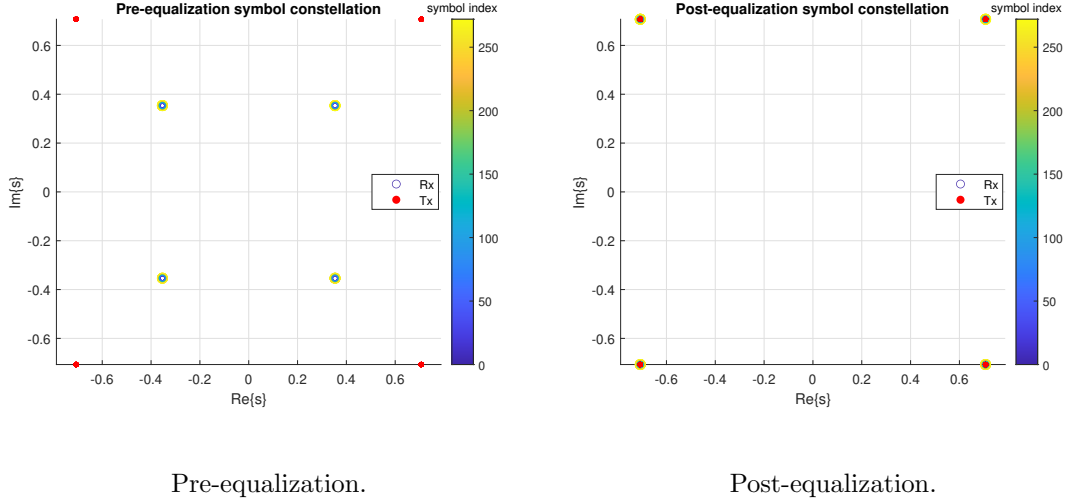 Pre-equalization symbol constellation
symbol index
0.6
0.4
0.2
0
-0.2
-0.4
-0.6
Im{s}
-0.6 -0.4 -0.2 0 0.2 0.4 0.6
Re{s}
Rx
Tx
250
200
150
100
50
0
Post-equalization symbol constellation
symbol index
0.6
0.4
0.2
0
-0.2
-0.4
-0.6
Im{s}
-0.6 -0.4 -0.2 0 0.2 0.4 0.6
Re{s}
Rx
Tx
250
200
150
100
50
0
Pre-equalization.
Post-equalization.